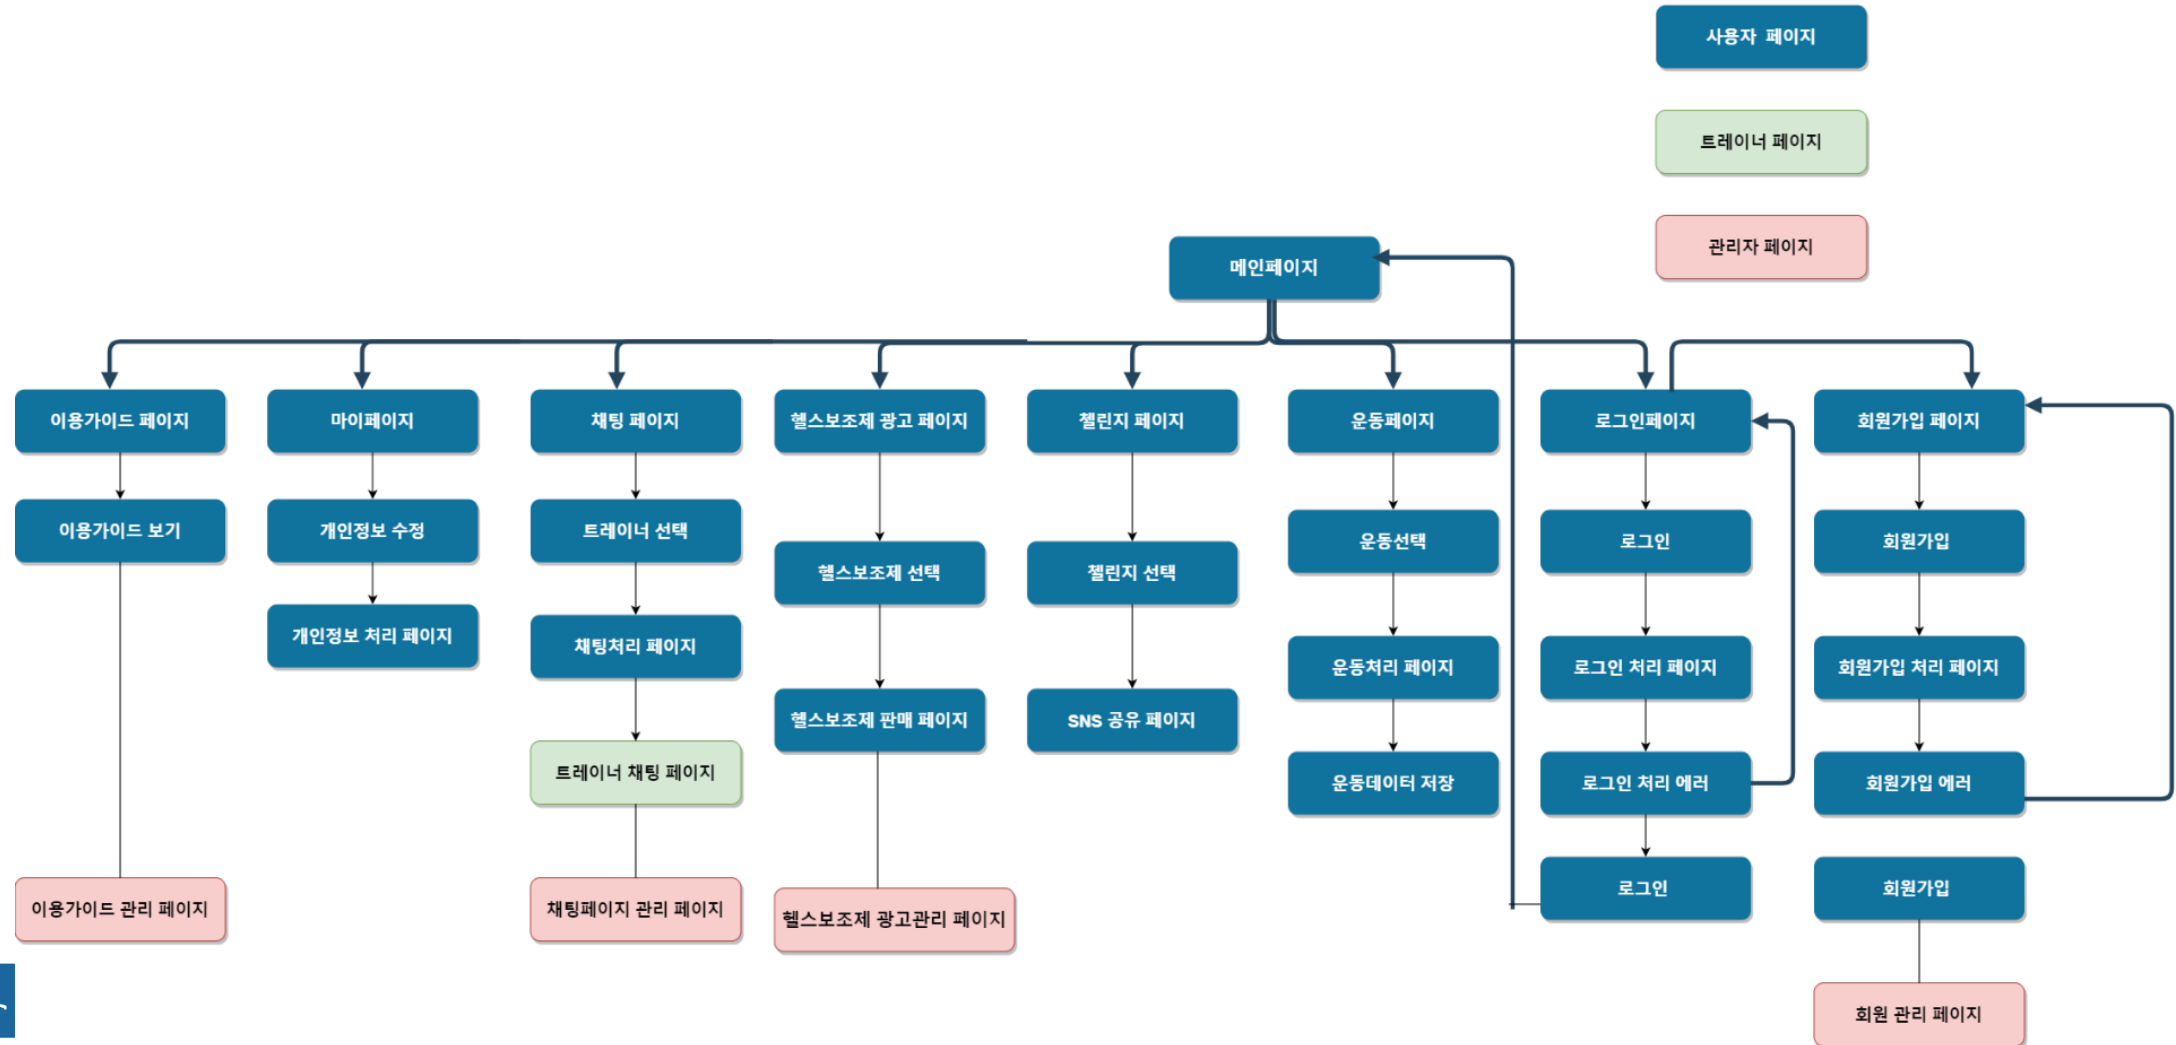 사용자 페이지
트레이너 페이지
관리자 페이지
메인페이지
이용가이드 페이지
마이페이지
채팅 페이지
헬스보조제 광고 페이지
첼린지 페이지
운동페이지
로그인페이지
회원가입 페이지
이용가이드 보기
개인정보 수정
트레이너 선택
헬스보조제 선택
첼린지 선택
운동선택
로그인
회원가입
개인정보 처리 페이지
채팅처리 페이지
헬스보조제 판매 페이지
SNS 공유 페이지
운동처리 페이지
로그인 처리 페이지
회원가입 처리 페이지
트레이너 채팅 페이지
운동데이터 저장
로그인 처리 에러
회원가입 에러
로그인
회원가입
이용가이드 관리 페이지
채팅페이지 관리 페이지
헬스보조제 광고관리 페이지
회원 관리 페이지